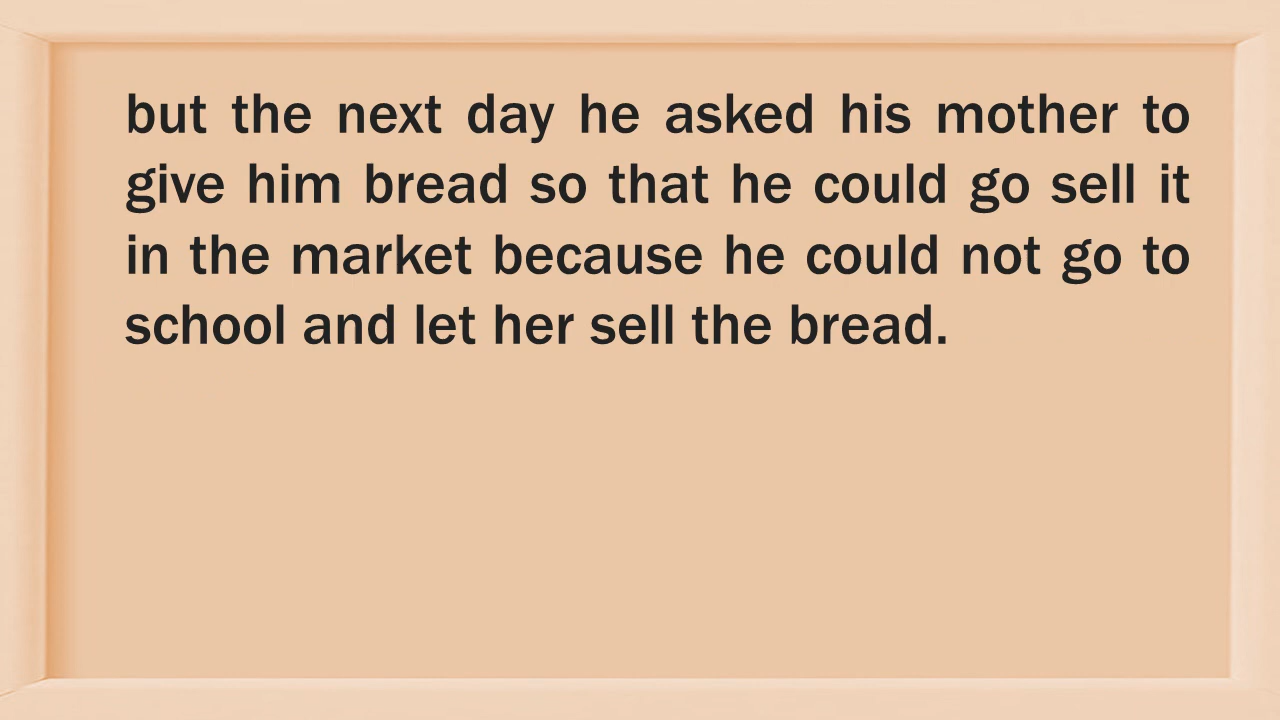 but the next day he asked his mother to
give him bread so that he could go sell it
in the market because he could not go to
school and let her sell the bread.